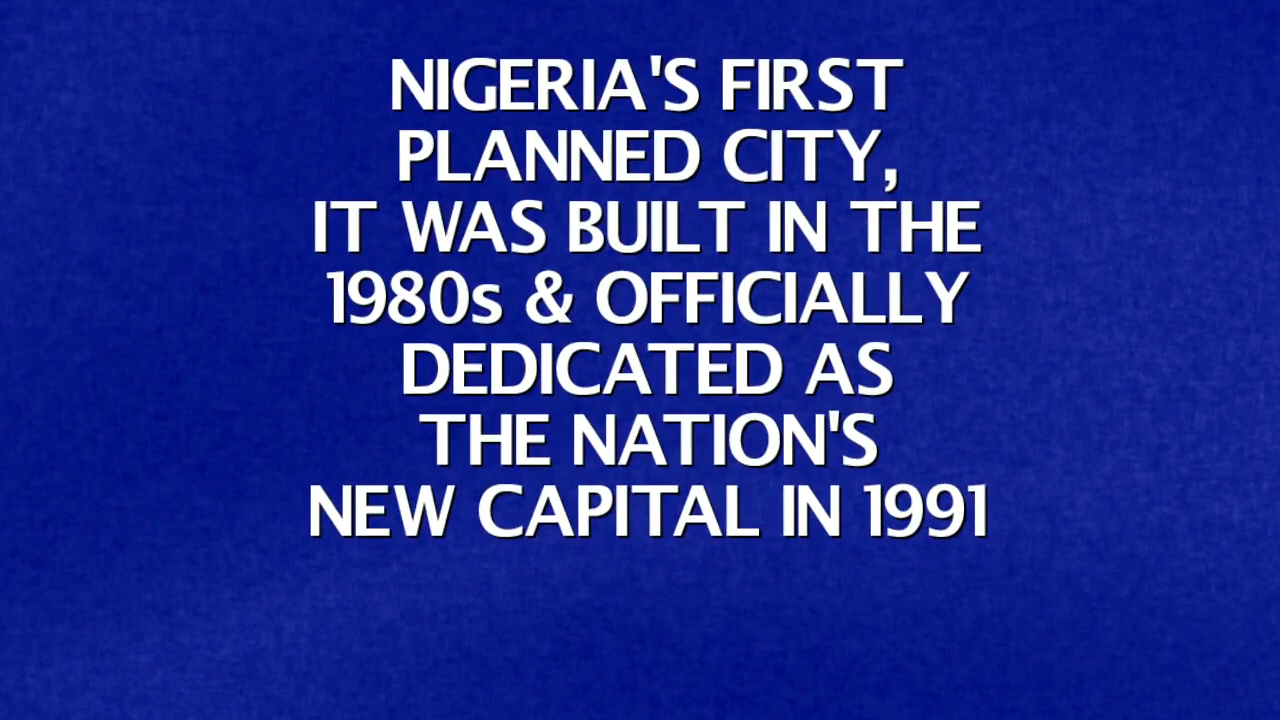 NIGERIA'S FIRST
PLANNED CITY,
IT WAS BUILT IN THE
1980s & OFFICIALLY
DEDICATED AS
THE NATION'S
NEW CAPITAL IN 1991